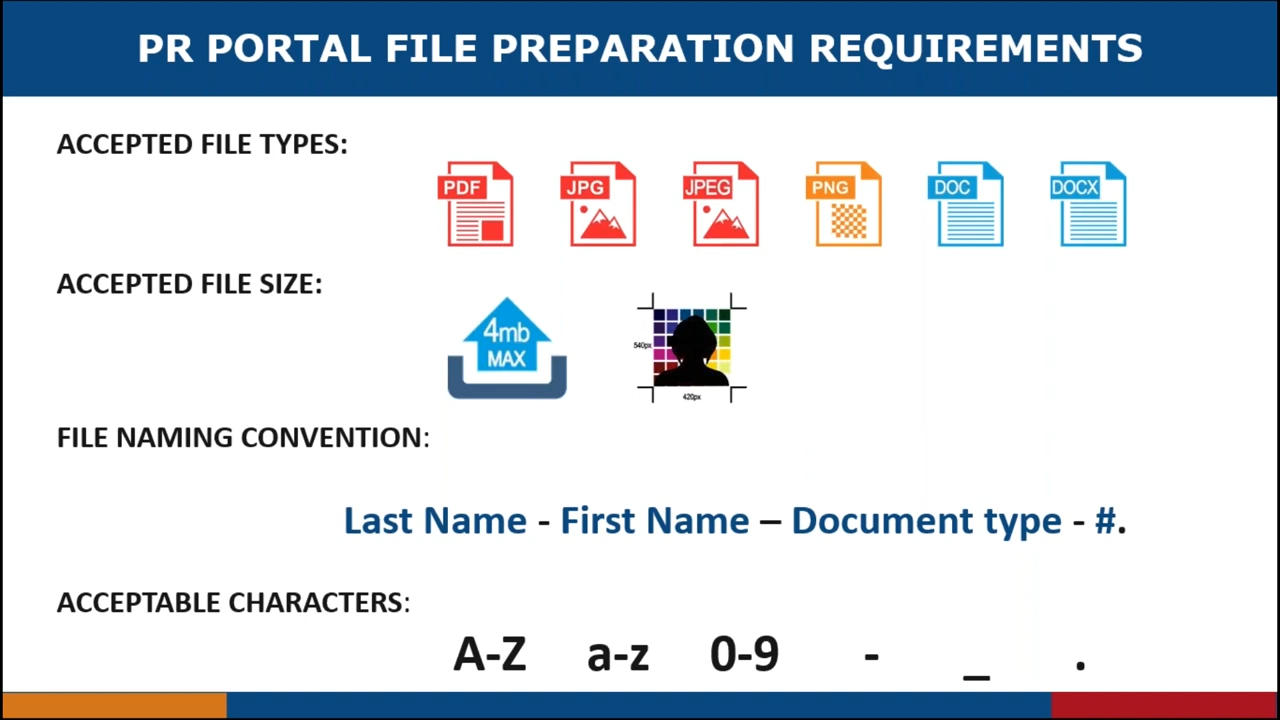 PR PORTAL FILE PREPARATION REQUIREMENTS
ACCEPTED FILE TYPES:
PDF JPG JPEG PNG DOC DOCX
ACCEPTED FILE SIZE:
4mb
MAX
540px
420px
FILE NAMING CONVENTION:
Last Name - First Name – Document type - #.
ACCEPTABLE CHARACTERS:
A-Z a-z 0-9 - _ .